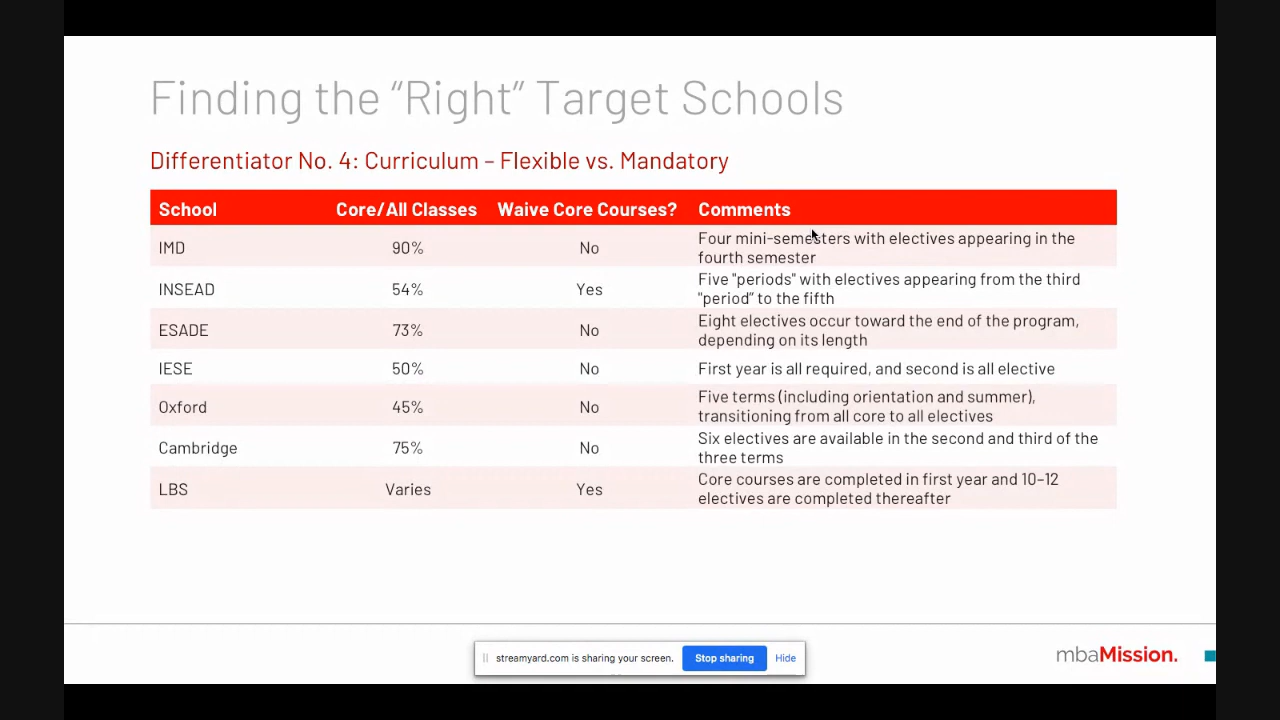 Finding the “Right” Target Schools
Differentiator No. 4: Curriculum – Flexible vs. Mandatory
School Core/All Classes Waive Core Courses? Comments
IMD 90% No Four mini-semesters with electives appearing in the
fourth semester
INSEAD 54% Yes Five "periods" with electives appearing from the third
"period” to the fifth
ESADE 73% No Eight electives occur toward the end of the program,
depending on its length
IESE 50% No First year is all required, and second is all elective
Oxford 45% No Five terms (including orientation and summer),
transitioning from all core to all electives
Cambridge 75% No Six electives are available in the second and third of the
three terms
LBS Varies Yes Core courses are completed in first year and 10–12
electives are completed thereafter
streamyard.com is sharing your screen. Stop sharing Hide
mbaMission.